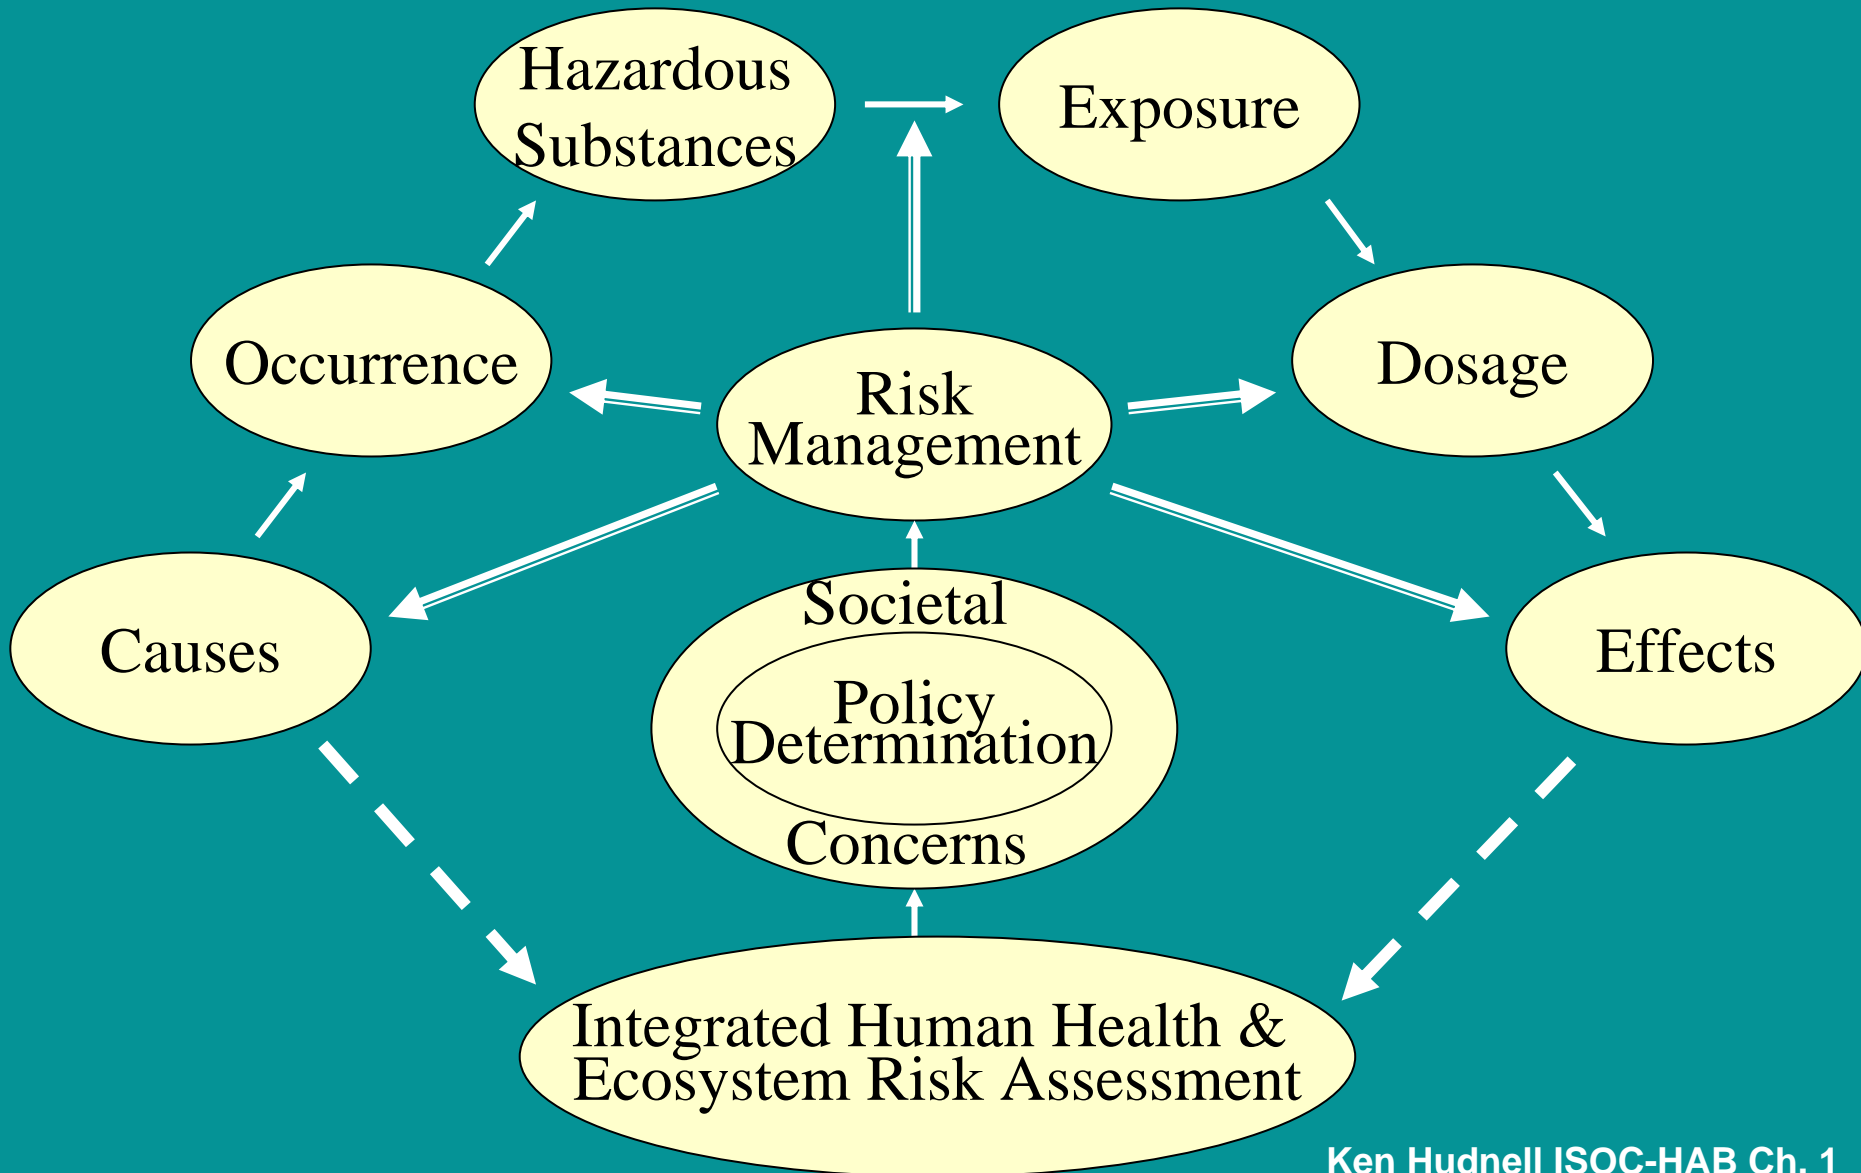 Hazardous
Substances
Exposure
Occurrence
Dosage
Risk
Management
Causes
Effects
Societal
Policy
Determination
Concerns
Integrated Human Health &
Ecosystem Risk Assessment
Ken Hudnell ISOC-HAB Ch. 1